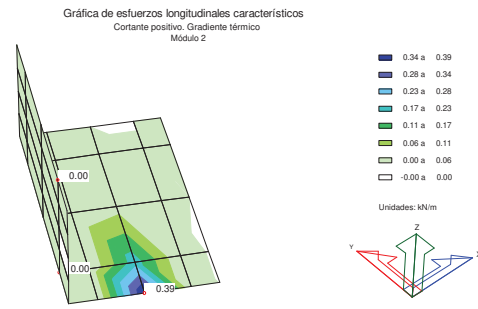 Gráfica de esfuerzos longitudinales característicos
Cortante positivo. Gradiente térmico
Módulo 2
0.34 a 0.39
0.28 a 0.34
0.23 a 0.28
0.17 a 0.23
0.11 a 0.17
0.06 a 0.11
0.00 a 0.06
-0.00 a 0.00
Unidades: kN/m
0.00
0.00
0.39
Z
Y
X